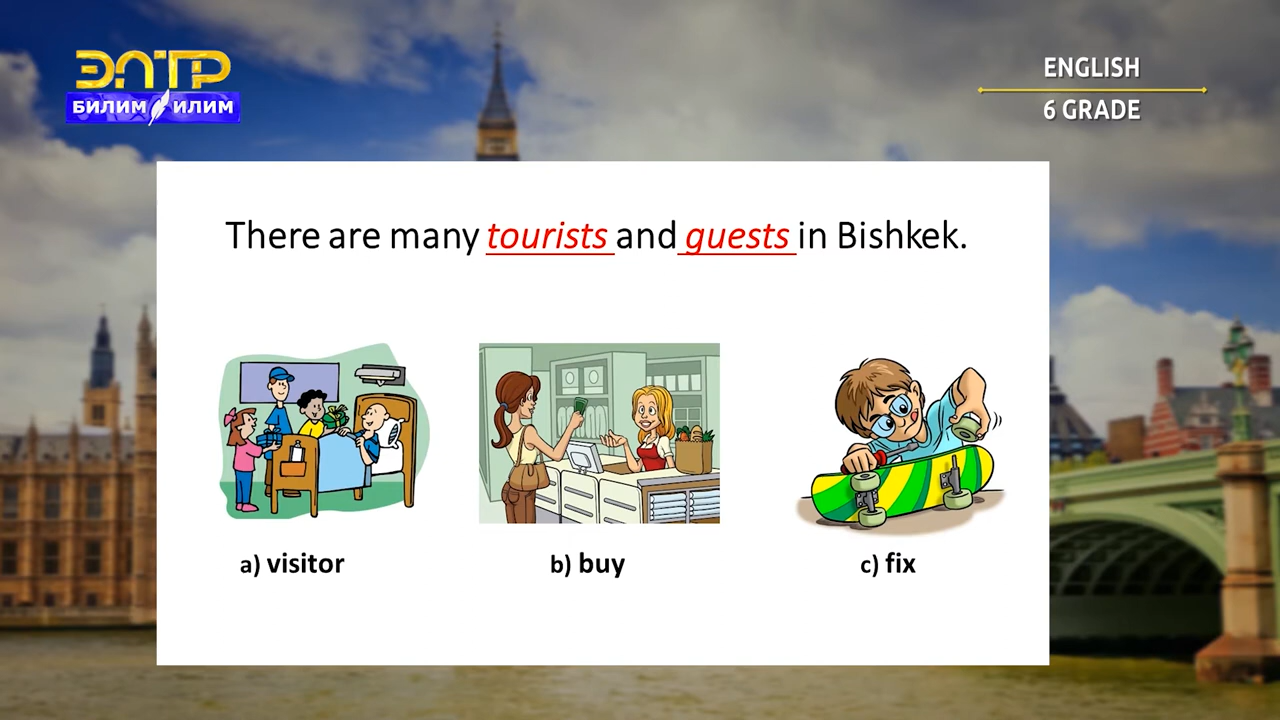 ЭЛТР
БИЛИМ ИЛИМ
ENGLISH
6 GRADE
There are many tourists and guests in Bishkek.
a) visitor
b) buy
c) fix